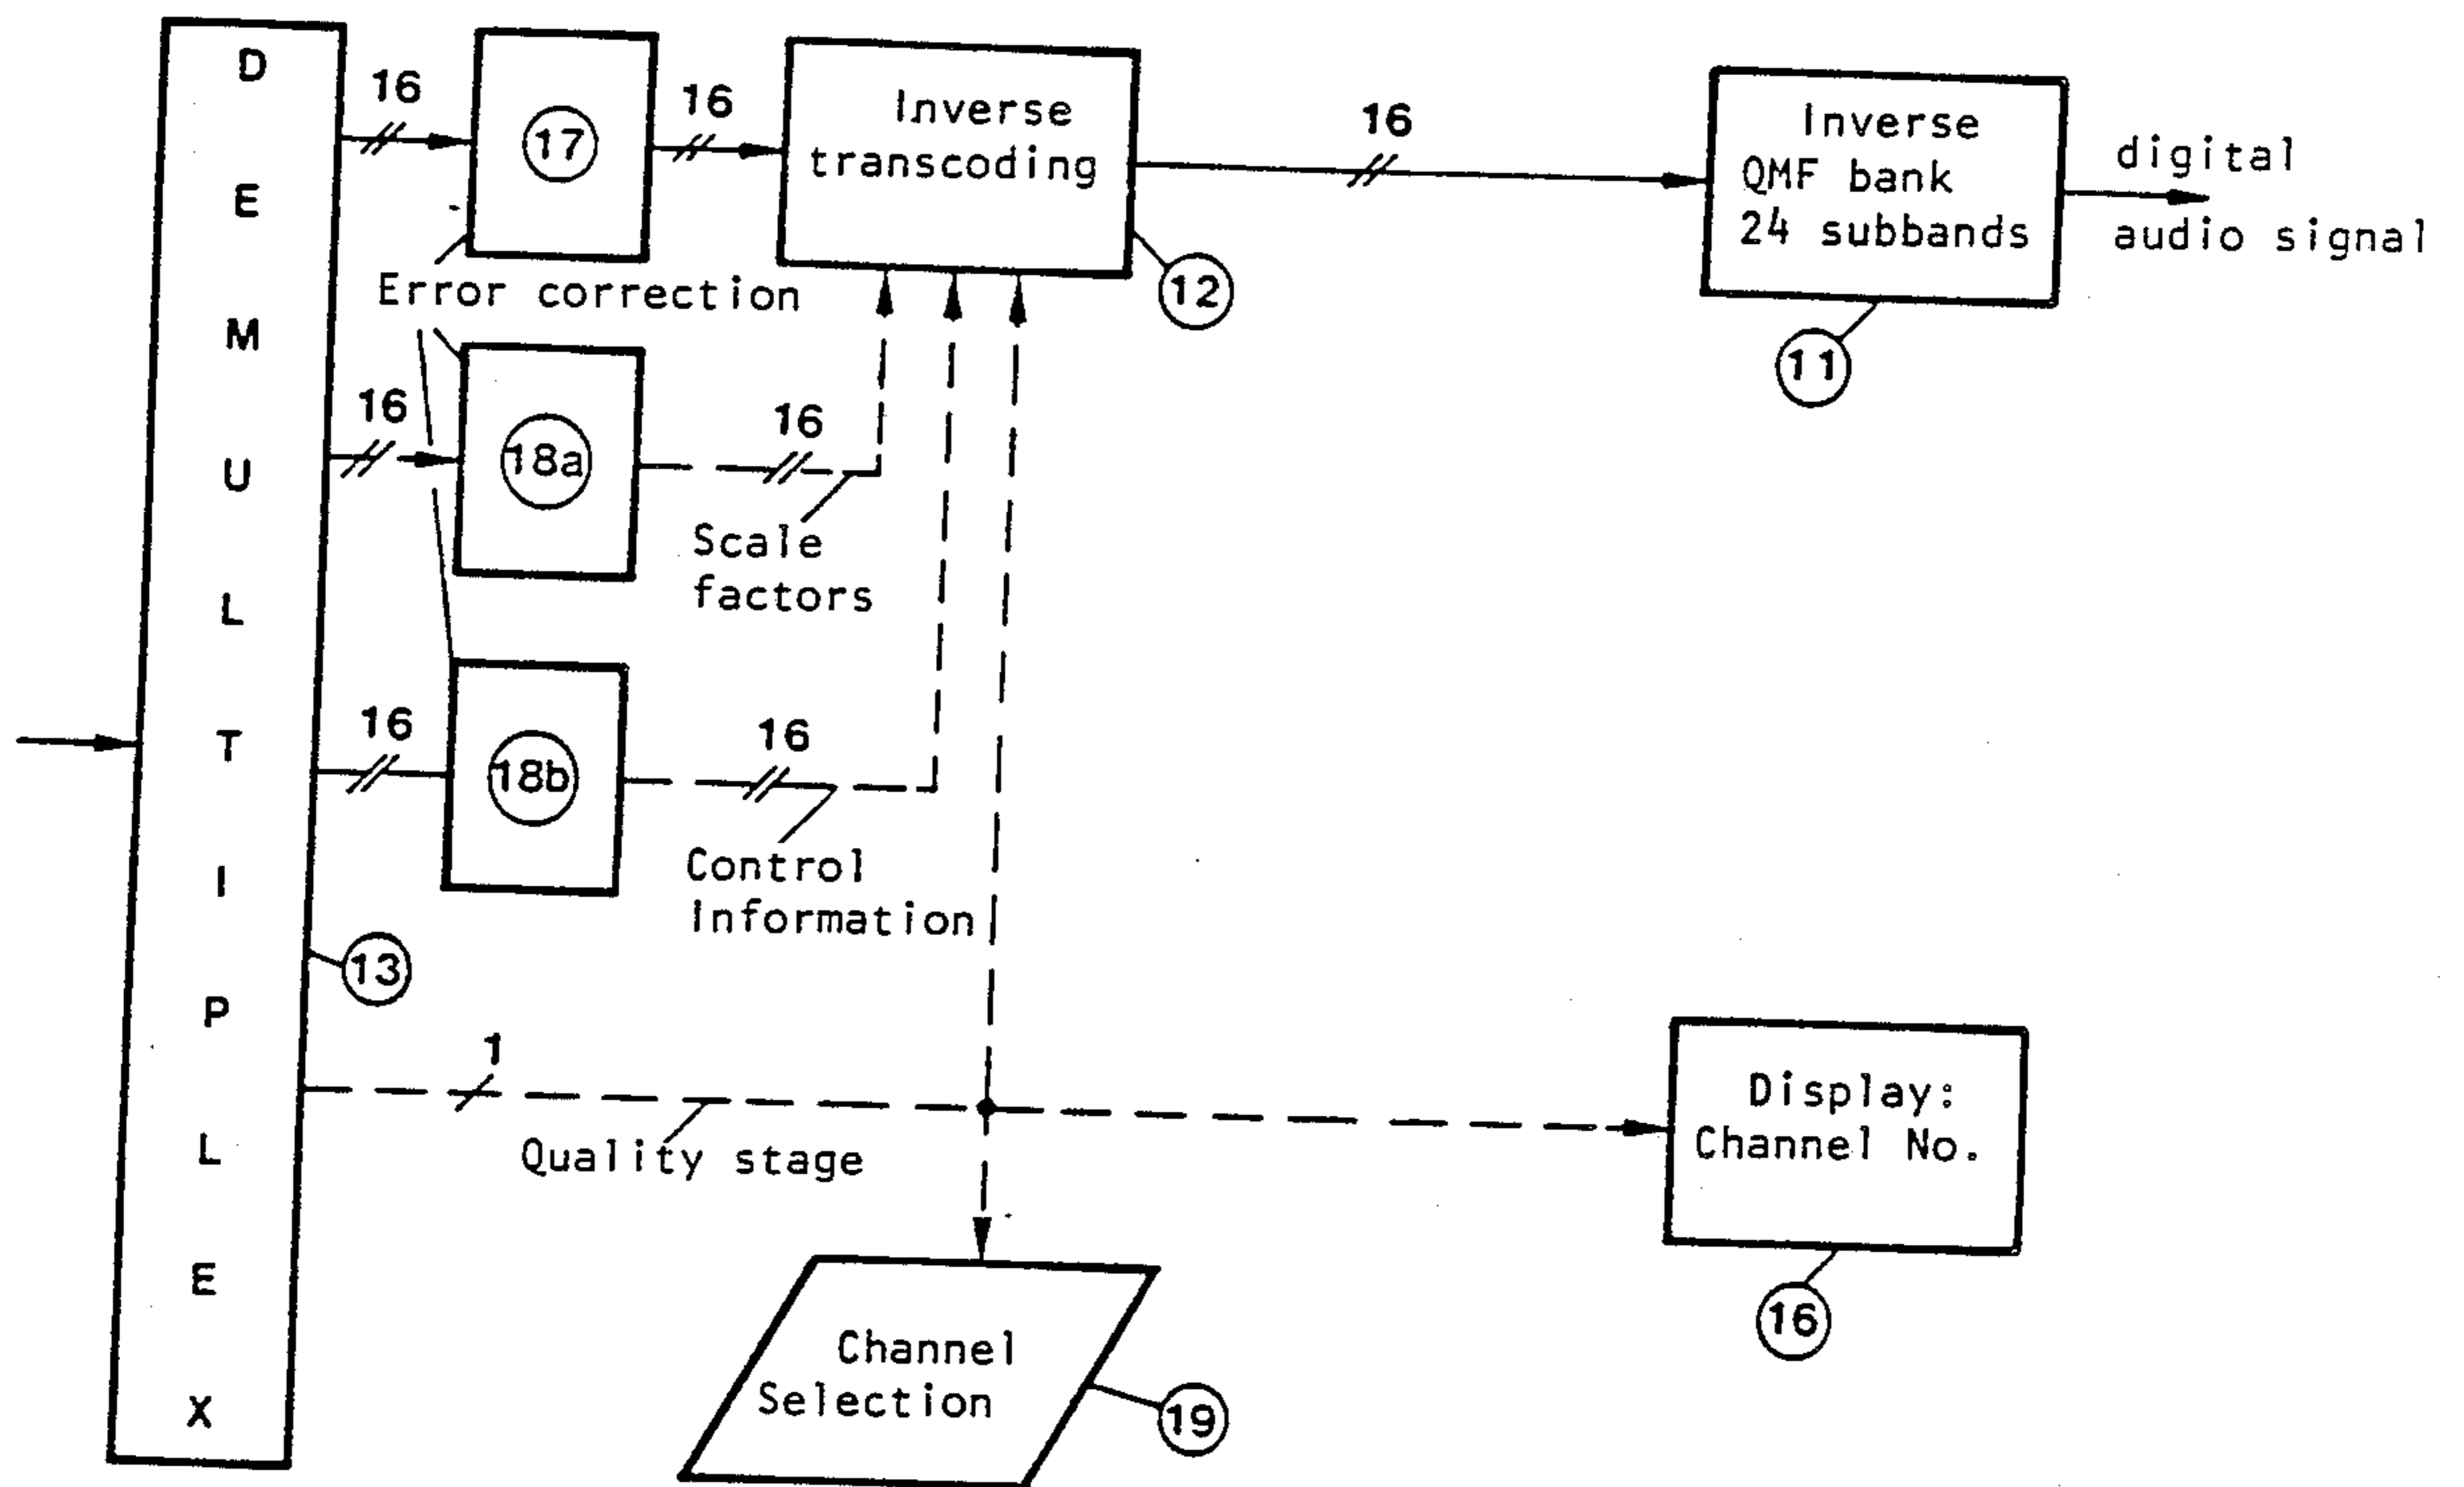 DEMULTIPLEX
16
17
16
Inverse
transcoding
12
16
Inverse
QMF bank
24 subbands
11
digital
audio signal
Error correction
16
18a
16
Scale
factors
16
18b
16
Control
Information
13
1
Quality stage
Display:
Channel No.
16
Channel
Selection
19